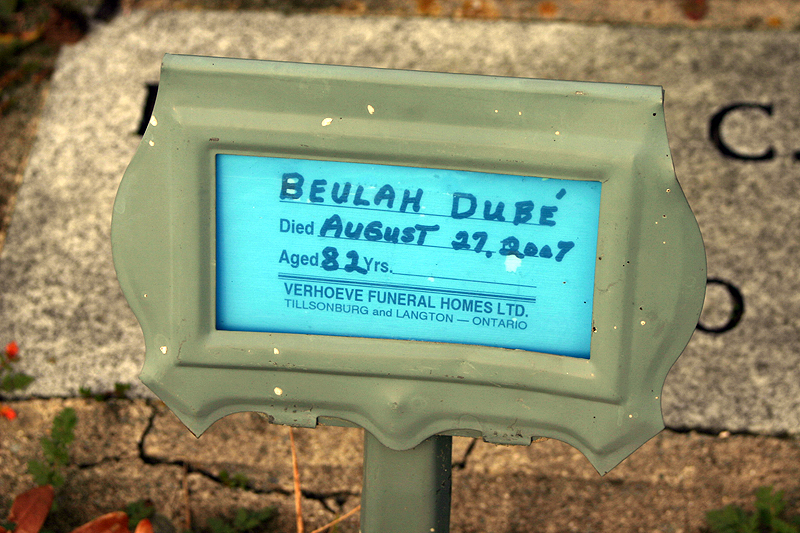 BEULAH DUBÉ
Died AUGUST 27, 2007
Aged 82 Yrs.
VERHOEVE FUNERAL HOMES LTD.
TILLSONBURG and LANGTON — ONTARIO
C.
O